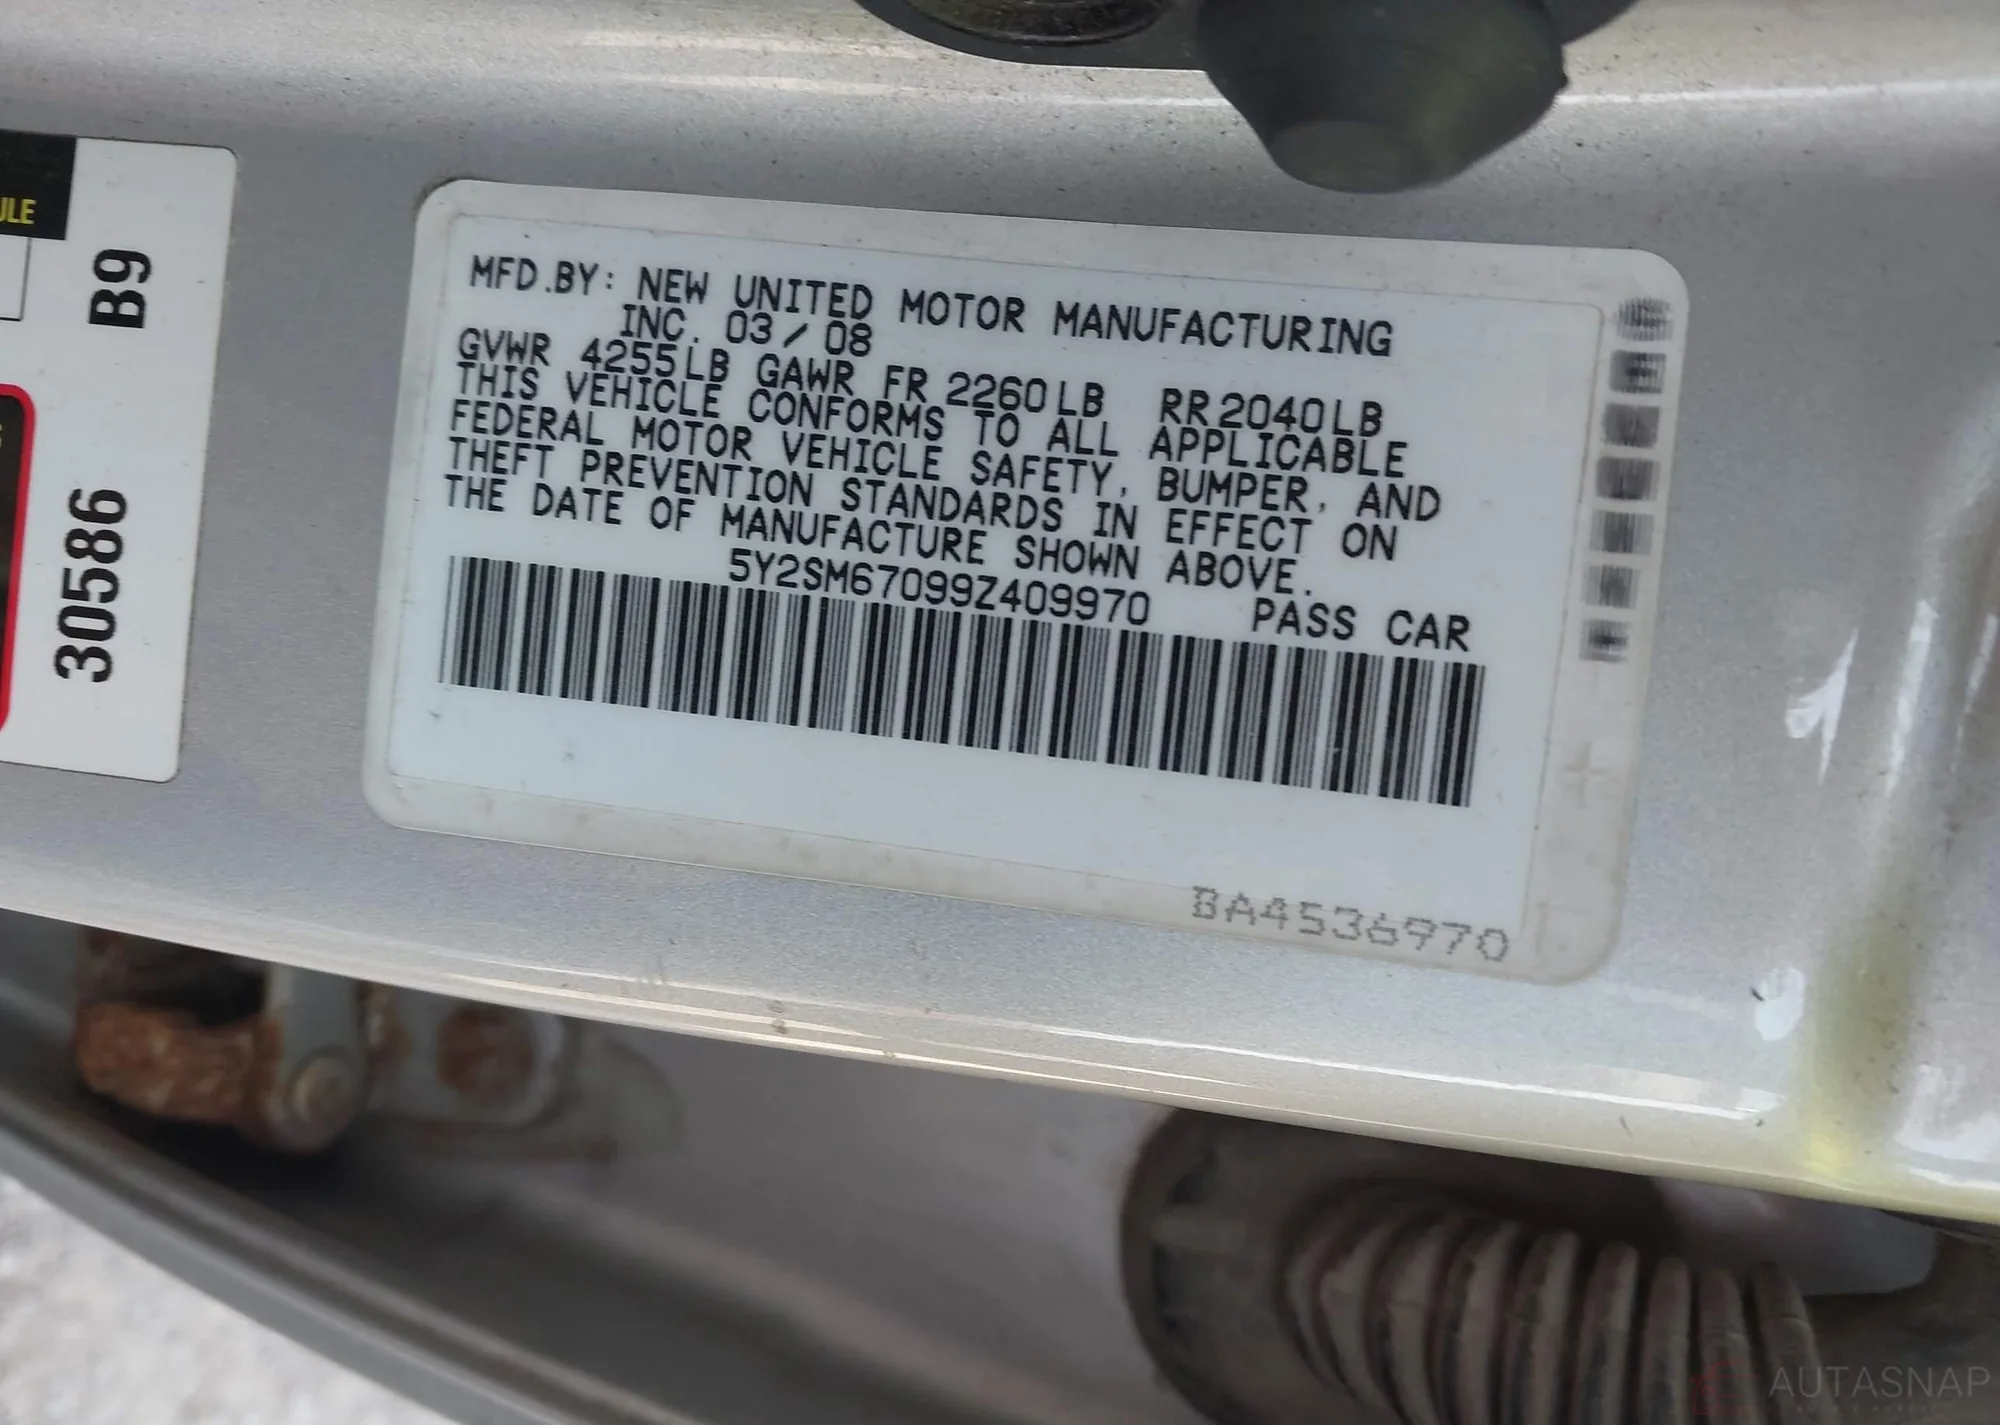 ULE
B9
30586
MFD.BY: NEW UNITED MOTOR MANUFACTURING
INC. 03/08
GVWR 4255LB GAWR FR 2260LB RR2040LB
THIS VEHICLE CONFORMS TO ALL APPLICABLE
FEDERAL MOTOR VEHICLE SAFETY, BUMPER, AND
THEFT PREVENTION STANDARDS IN EFFECT ON
THE DATE OF MANUFACTURE SHOWN ABOVE.
5Y2SM67099Z409970 PASS CAR
BA4536970
AUTASNAP